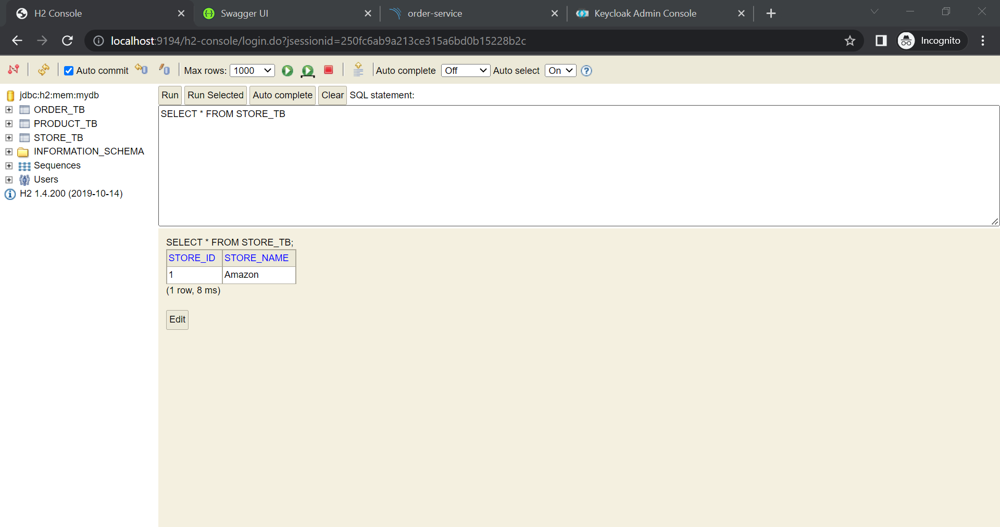 H2 Console
Swagger UI
order-service
Keycloak Admin Console
localhost:9194/h2-console/login.do?jsessionid=250fc6ab9a213ce315a6bd0b15228b2c
Incognito
Auto commit
Max rows: 1000
Auto complete Off
Auto select On
jdbc:h2:mem:mydb
ORDER_TB
PRODUCT_TB
STORE_TB
INFORMATION_SCHEMA
Sequences
Users
H2 1.4.200 (2019-10-14)
Run Run Selected Auto complete Clear SQL statement:
SELECT * FROM STORE_TB
SELECT * FROM STORE_TB;
STORE_ID STORE_NAME
1 Amazon
(1 row, 8 ms)
Edit